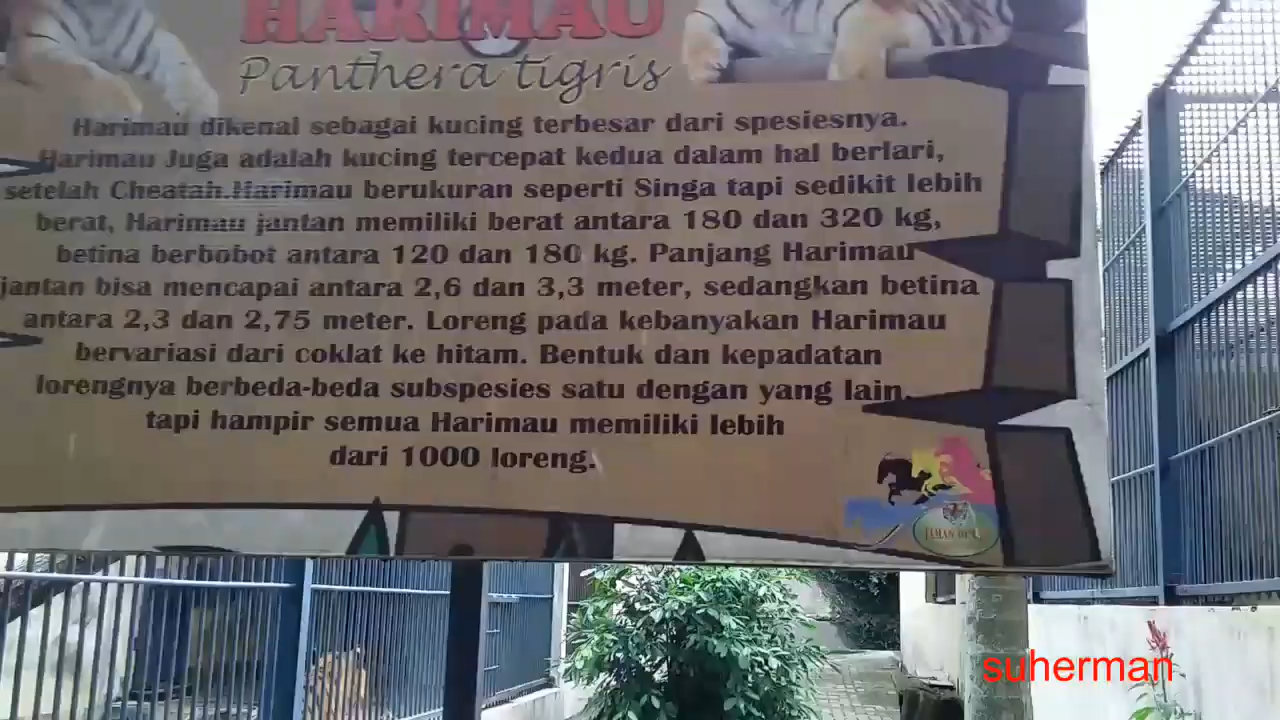 HARIMAU
Panthera tigris
Harimau dikenal sebagai kucing terbesar dari spesiesnya.
Harimau Juga adalah kucing tercepat kedua dalam hal berlari,
setelah Cheatah.Harimau berukuran seperti Singa tapi sedikit lebih
berat, Harimau jantan memiliki berat antara 180 dan 320 kg,
betina berbobot antara 120 dan 180 kg. Panjang Harimau
jantan bisa mencapai antara 2,6 dan 3,3 meter, sedangkan betina
antara 2,3 dan 2,75 meter. Loreng pada kebanyakan Harimau
bervariasi dari coklat ke hitam. Bentuk dan kepadatan
lorengnya berbeda-beda subspesies satu dengan yang lain,
tapi hampir semua Harimau memiliki lebih
dari 1000 loreng.
suherman